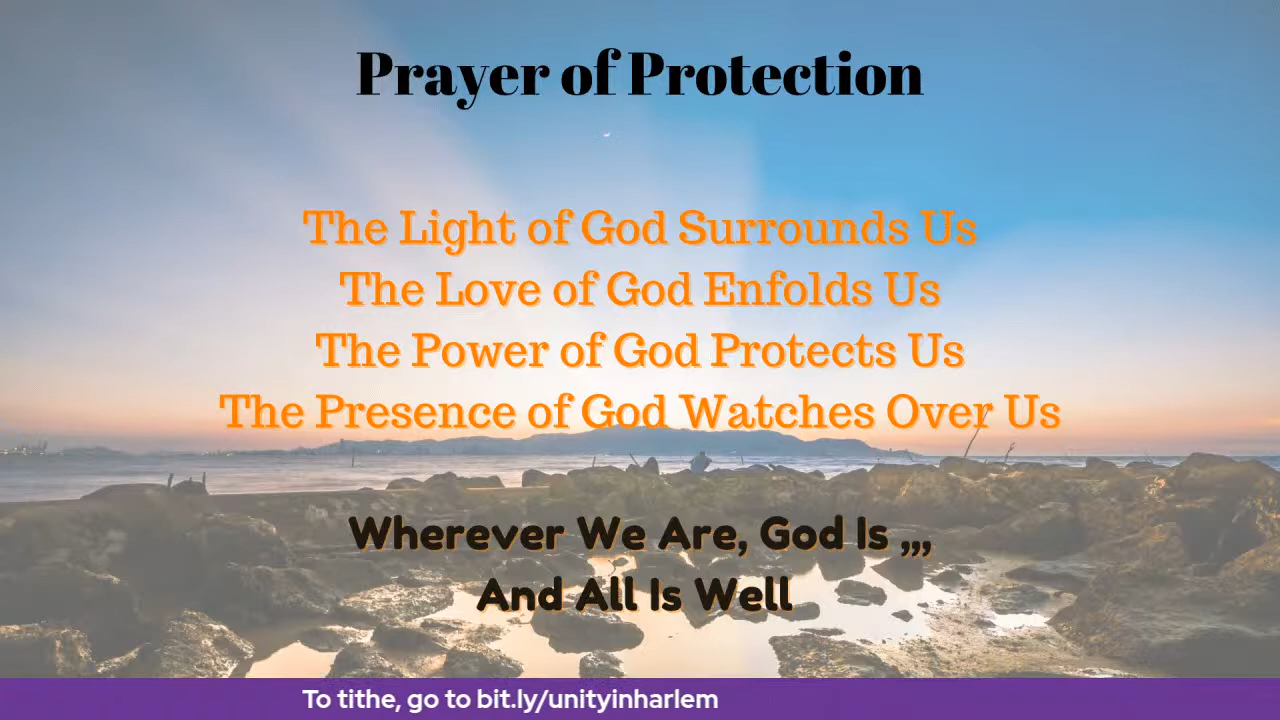 Prayer of Protection
The Light of God Surrounds Us
The Love of God Enfolds Us
The Power of God Protects Us
The Presence of God Watches Over Us
Wherever We Are, God Is ,,,
And All Is Well
To tithe, go to bit.ly/unityinharlem